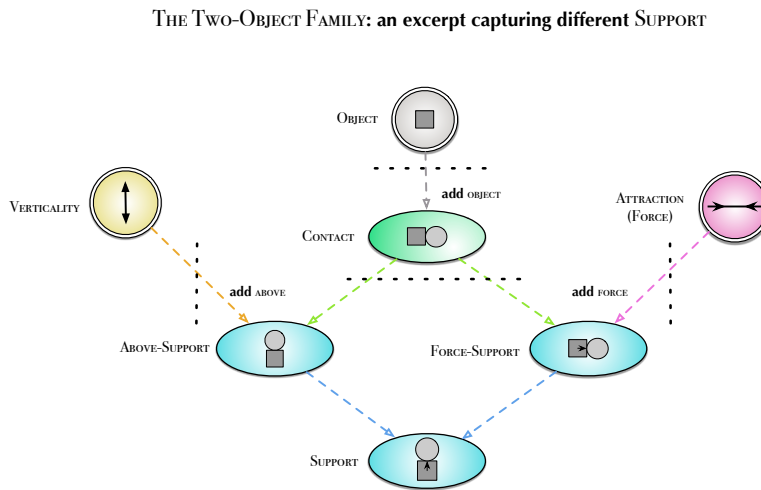 The Two-Object Family: an excerpt capturing different Support
Object
Verticality
Attraction
(Force)
add object
Contact
add above
add force
Above-Support
Force-Support
Support